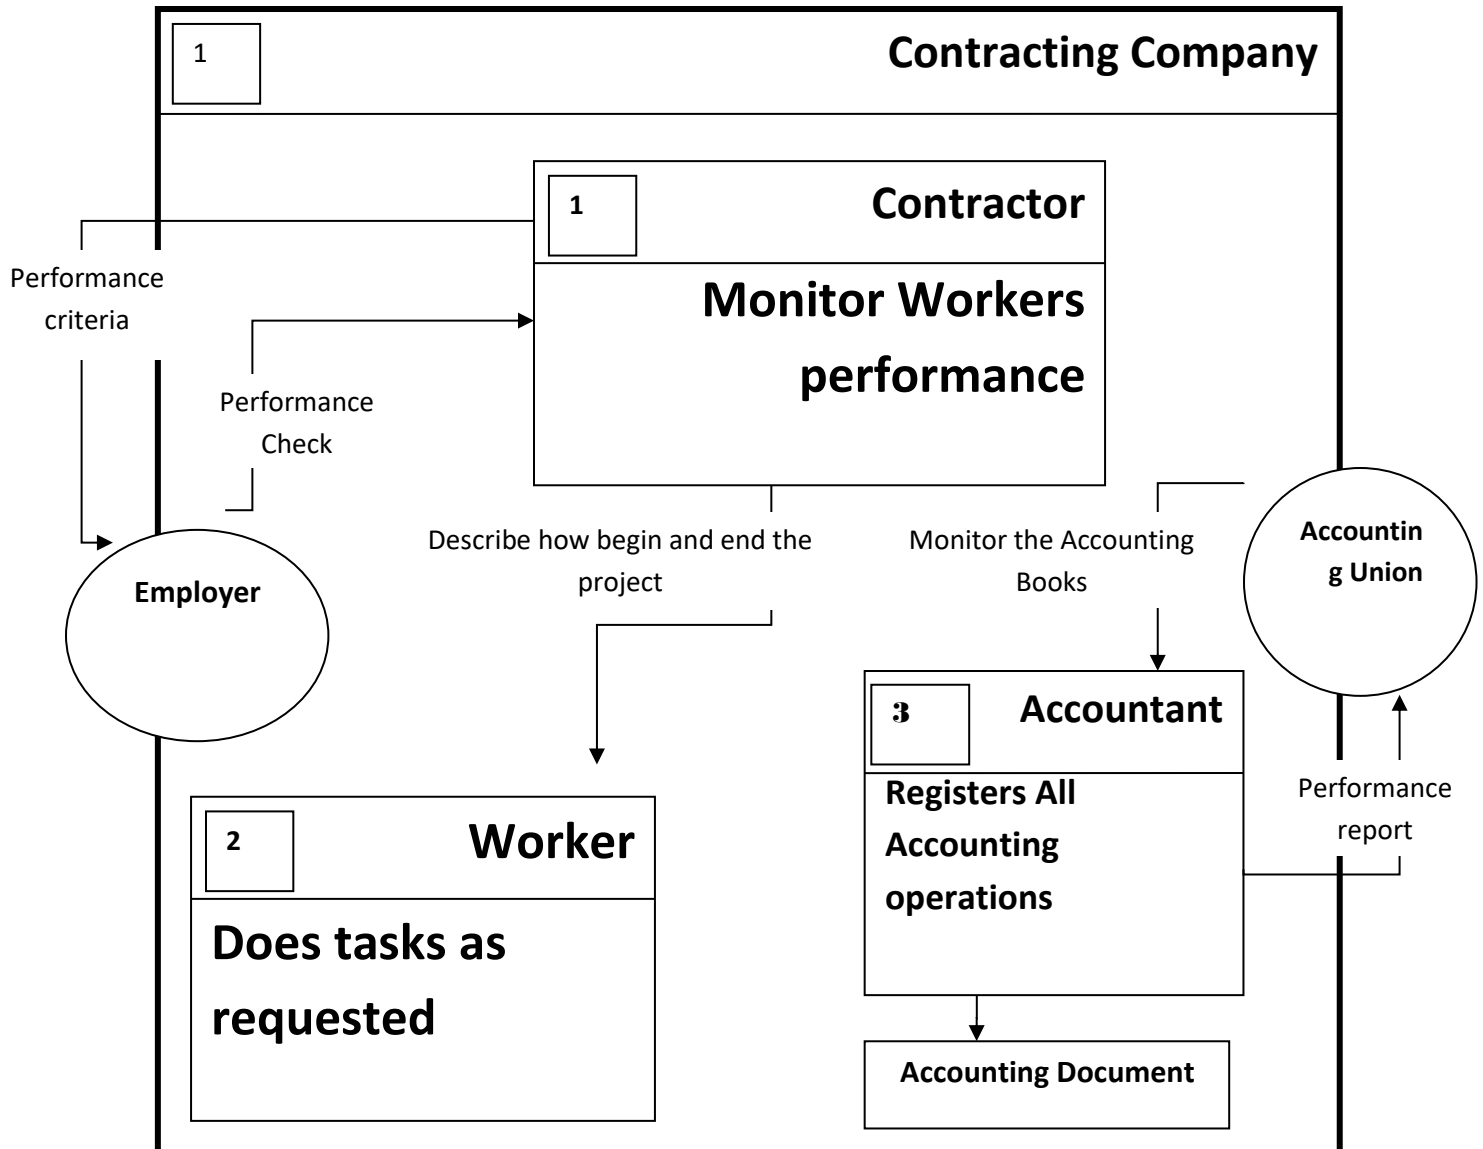 1
Contracting Company
1
Contractor
Monitor Workers
performance
Performance
criteria
Performance
Check
Describe how begin and end the
project
Monitor the Accounting
Books
Accountin
g Union
Employer
3
Accountant
Registers All
Accounting
operations
Performance
report
2
Worker
Does tasks as
requested
Accounting Document